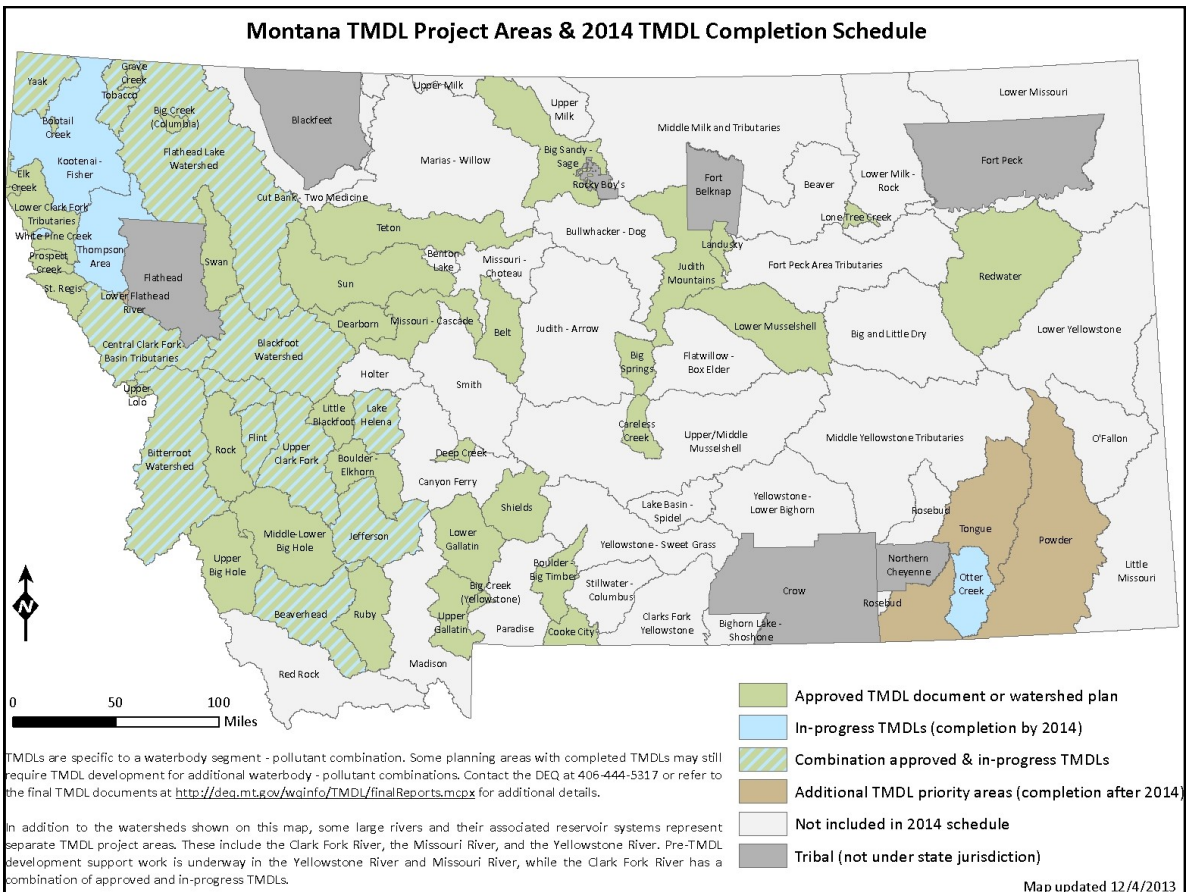 Montana TMDL Project Areas & 2014 TMDL Completion Schedule
Yaak
Grave
Creek
Tobacco
Bobtail
Creek
Big Creek
(Columbia)
Kootenai -
Fisher
Flathead Lake
Watershed
Blackfeet
Upper Milk
Marias - Willow
Upper
Milk
Big Sandy -
Sage
Rocky Boy's
Middle Milk and Tributaries
Fort
Belknap
Beaver
Lower Milk -
Rock
Lower Missouri
Fort Peck
Elk
Creek
Lower Clark Fork
Tributaries
White Pine Creek
Prospect
Creek
St. Regis
Thompson
Area
Flathead
Lower Flathead
River
Swan
Cut Bank - Two Medicine
Teton
Benton
Lake
Missouri -
Choteau
Bullwhacker - Dog
Landusky
Judith
Mountains
Lone Tree Creek
Fort Peck Area Tributaries
Redwater
Sun
Dearborn
Missouri - Cascade
Belt
Judith - Arrow
Lower Musselshell
Big and Little Dry
Lower Yellowstone
Central Clark Fork
Basin Tributaries
Blackfoot
Watershed
Holter
Smith
Big
Springs
Flatwillow -
Box Elder
Upper
Lolo
Bitterroot
Watershed
Rock
Flint
Upper
Clark Fork
Little
Blackfoot
Lake
Helena
Boulder -
Elkhorn
Deep Creek
Canyon Ferry
Careless
Creek
Upper/Middle
Musselshell
Middle Yellowstone Tributaries
O'Fallon
Upper
Big Hole
Middle-Lower
Big Hole
Jefferson
Lower
Gallatin
Shields
Lake Basin -
Spidel
Yellowstone -
Lower Bighorn
Rosebud
Tongue
Powder
Little
Missouri
Yellowstone - Sweet Grass
Boulder -
Big Timber
Big Creek
(Yellowstone)
Stillwater -
Columbus
Northern
Cheyenne
Otter
Creek
Crow
Rosebud
Beaverhead
Ruby
Upper
Gallatin
Paradise
Cooke City
Clarks Fork
Yellowstone
Bighorn Lake -
Shoshone
Madison
Red Rock
N
0 50 100
Miles
Approved TMDL document or watershed plan
In-progress TMDLs (completion by 2014)
Combination approved & in-progress TMDLs
Additional TMDL priority areas (completion after 2014)
Not included in 2014 schedule
Tribal (not under state jurisdiction)
TMDLs are specific to a waterbody segment - pollutant combination. Some planning areas with completed TMDLs may still
require TMDL development for additional waterbody - pollutant combinations. Contact the DEQ at 406-444-5317 or refer to
the final TMDL documents at http://deq.mt.gov/wqinfo/TMDL/finalReports.mcpx for additional details.
In addition to the watersheds shown on this map, some large rivers and their associated reservoir systems represent
separate TMDL project areas. These include the Clark Fork River, the Missouri River, and the Yellowstone River. Pre-TMDL
development support work is underway in the Yellowstone River and Missouri River, while the Clark Fork River has a
combination of approved and in-progress TMDLs.
Map updated 12/4/2013